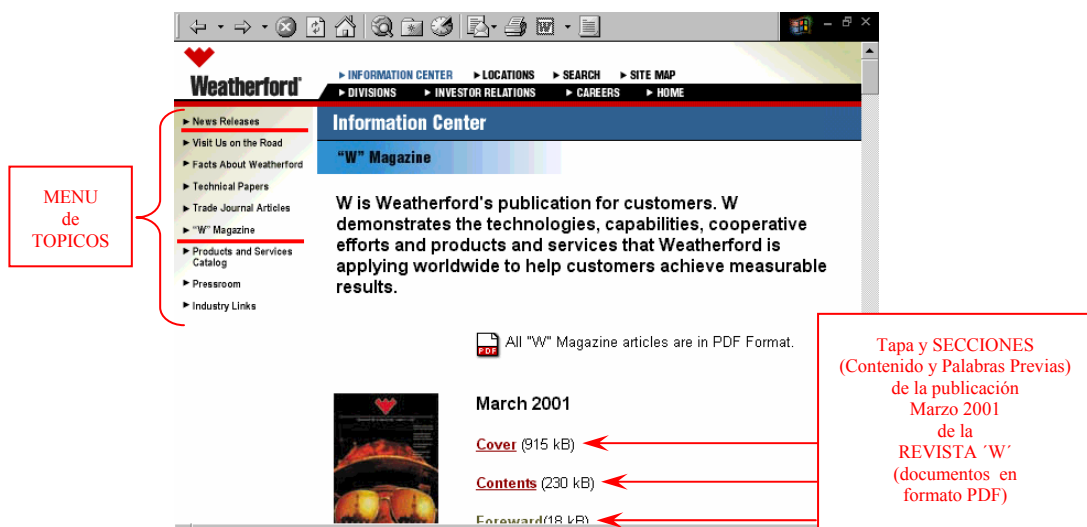 Weatherford
INFORMATION CENTER LOCATIONS SEARCH SITE MAP
DIVISIONS INVESTOR RELATIONS CAREERS HOME
News Releases
Visit Us on the Road
Facts About Weatherford
Technical Papers
Trade Journal Articles
"W" Magazine
Products and Services
Catalog
Pressroom
Industry Links
MENU
de
TOPICOS
Information Center
"W" Magazine
W is Weatherford's publication for customers. W
demonstrates the technologies, capabilities, cooperative
efforts and products and services that Weatherford is
applying worldwide to help customers achieve measurable
results.
PDF
All "W" Magazine articles are in PDF Format.
March 2001
Cover (915 kB)
Contents (230 kB)
Foreward(18 kB)
Tapa y SECCIONES
(Contenido y Palabras Previas)
de la publicación
Marzo 2001
de la
REVISTA ´W´
(documentos en
formato PDF)